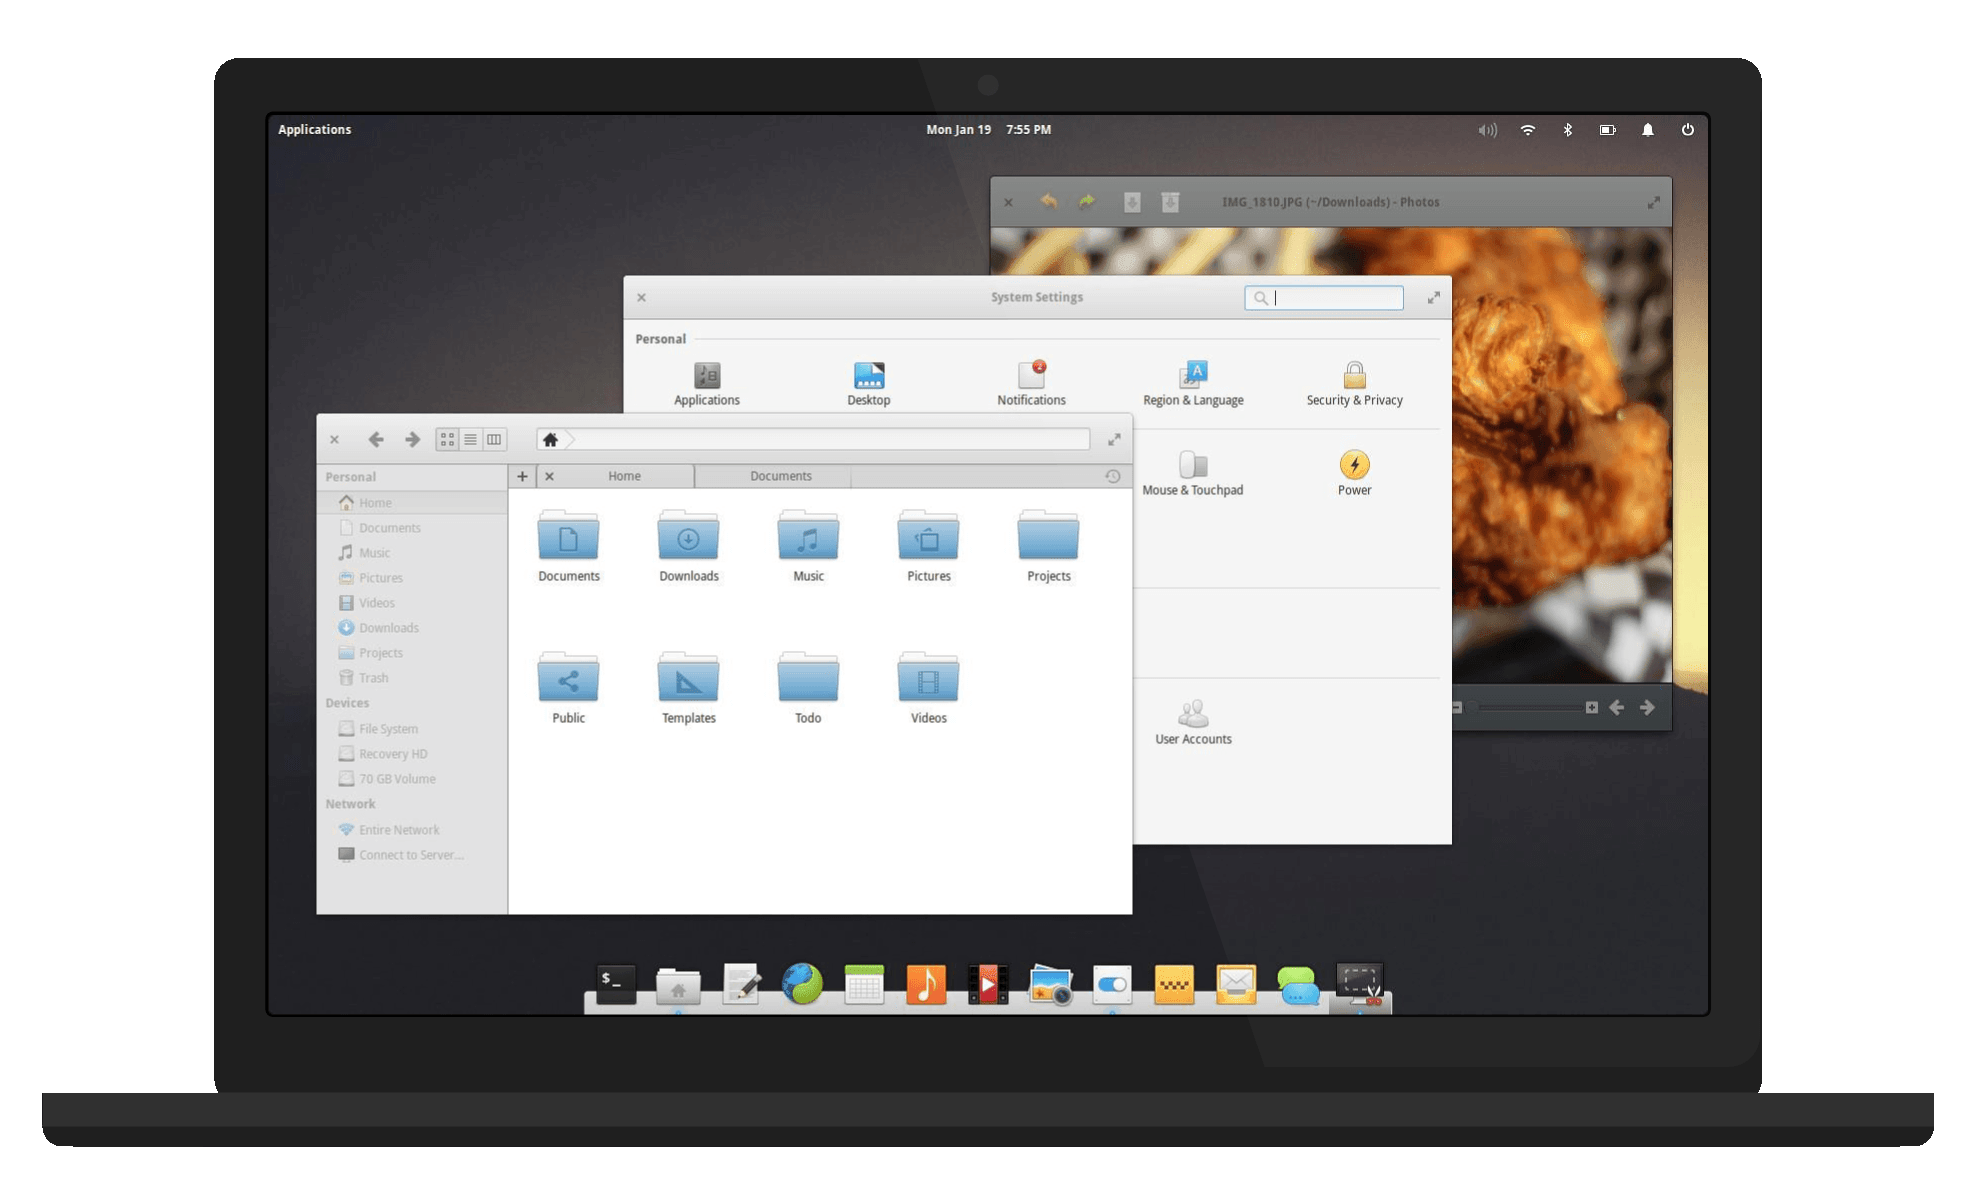 Applications
Mon Jan 19 7:55 PM
IMG_1810.JPG (~/Downloads) - Photos
System Settings
Personal
Applications
Desktop
Notifications
Region & Language
Security & Privacy
Mouse & Touchpad
Power
User Accounts
Personal
Home
Documents
Music
Pictures
Videos
Downloads
Projects
Trash
Devices
File System
Recovery HD
70 GB Volume
Network
Entire Network
Connect to Server...
Home
Documents
Documents
Downloads
Music
Pictures
Projects
Public
Templates
Todo
Videos
$_